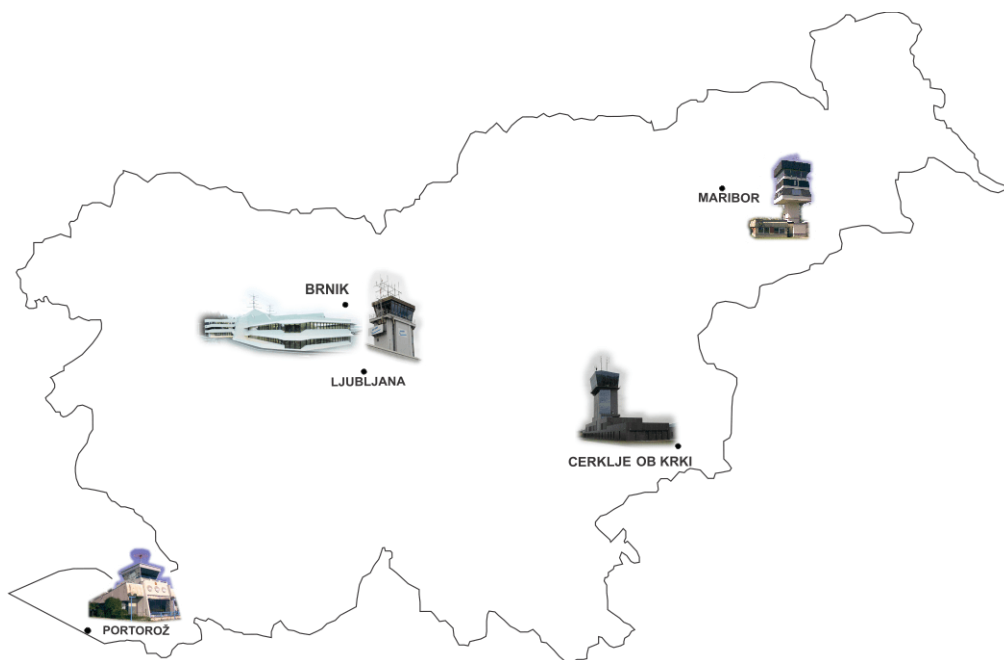 MARIBOR
BRNIK
LJUBLJANA
CERKLJE OB KRKI
PORTOROŽ